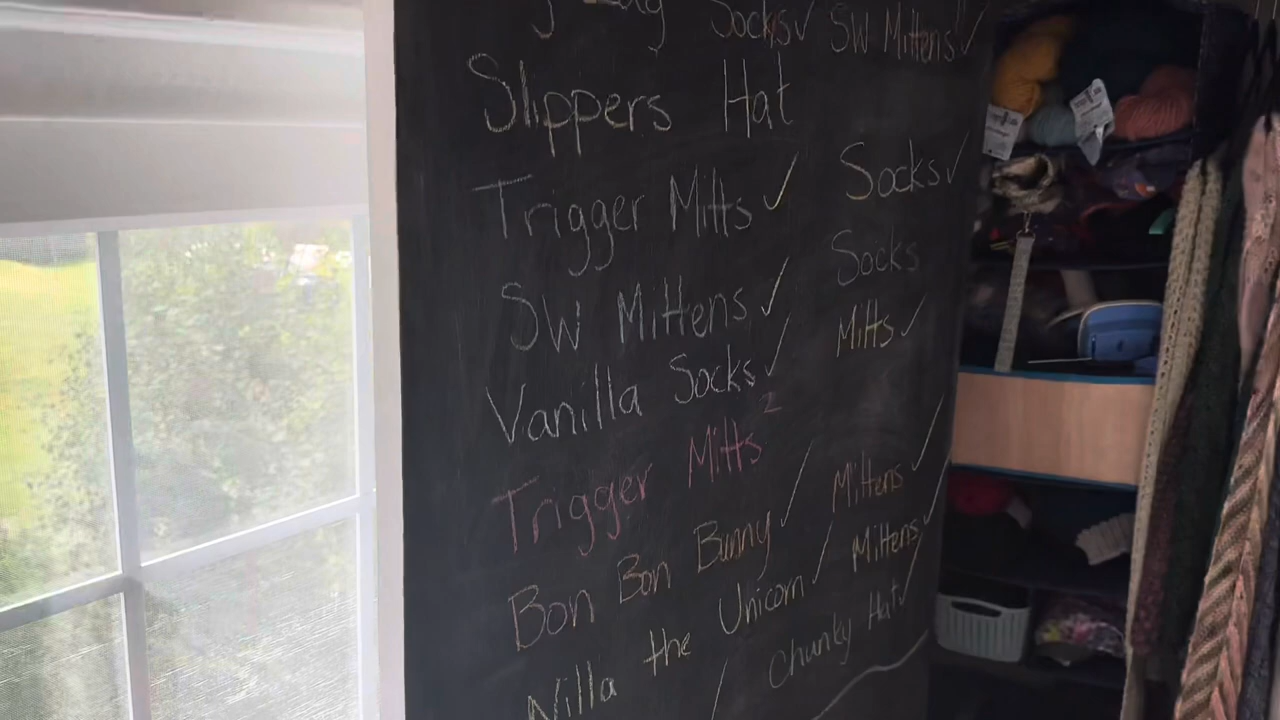 Socks✓ SW Mittens✓
Slippers Hat
Trigger Mitts ✓ Socks✓
SW Mittens ✓ Socks
Vanilla Socks ✓ Mitts ✓
Trigger Mitts 2
Bon Bon Bunny ✓ Mittens ✓
Nilla the Unicorn ✓ Mittens ✓
Chunky Hat✓